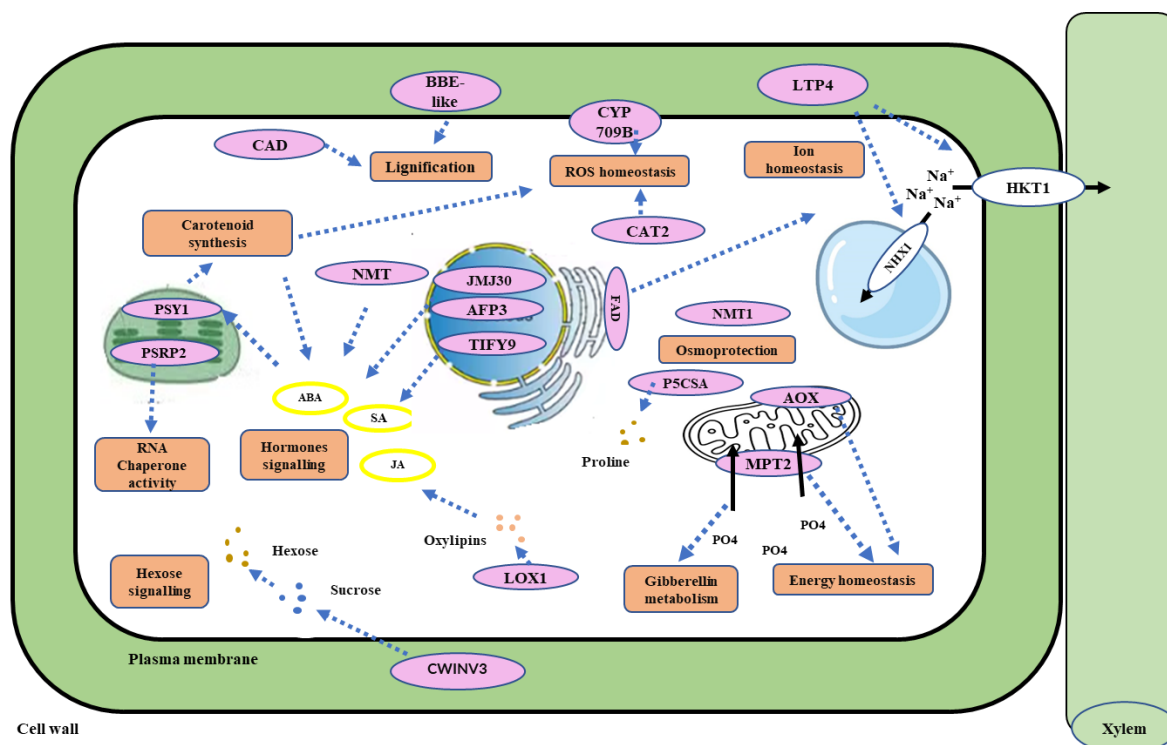 BBE-
like
LTP4
CYP
709B
CAD
Lignification
ROS homeostasis
Ion
homeostasis
Na+
Na+
Na+
HKT1
Carotenoid
synthesis
CAT2
NMT
JMJ30
AFP3
TIFY9
FAD
NHX1
PSY1
PSRP2
NMT1
Osmoprotection
P5CSA
AOX
ABA
SA
JA
RNA
Chaperone
activity
Hormones
signalling
Proline
MPT2
PO4
PO4
PO4
Oxylipins
LOX1
Hexose
Hexose
signalling
Sucrose
Gibberellin
metabolism
Energy homeostasis
Plasma membrane
CWINV3
Cell wall
Xylem